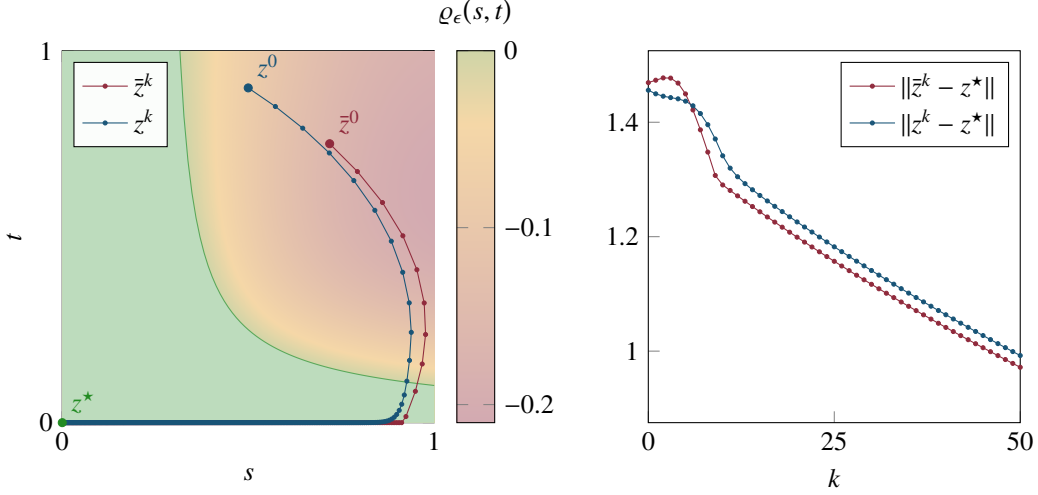 ϱ_ϵ(s, t)
1
z̄^k
z^k
z^0
z̄^0
t
z^⋆
0
0
1
s
0
−0.1
−0.2
‖z̄^k − z^⋆‖
‖z^k − z^⋆‖
1.4
1.2
1
0
25
50
k